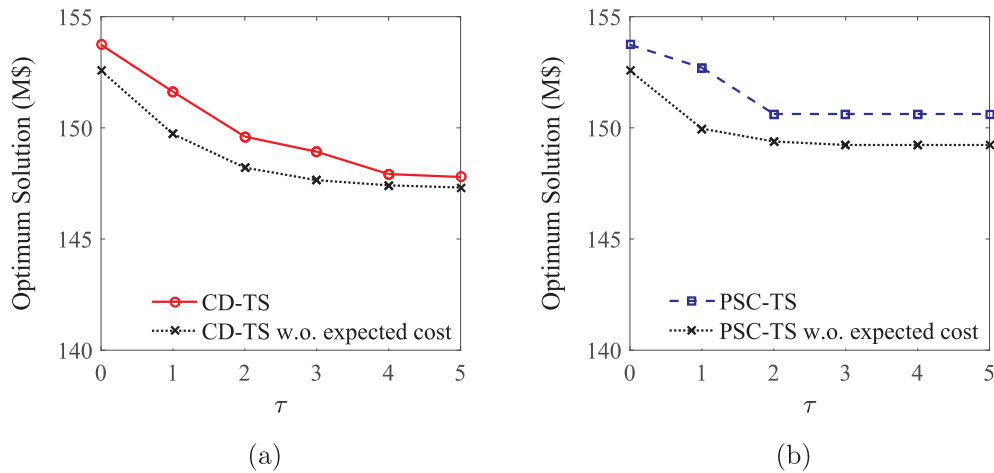 155
150
145
140
Optimum Solution (M$)
CD-TS
CD-TS w.o. expected cost
0 1 2 3 4 5
τ
(a)
155
150
145
140
Optimum Solution (M$)
PSC-TS
PSC-TS w.o. expected cost
0 1 2 3 4 5
τ
(b)